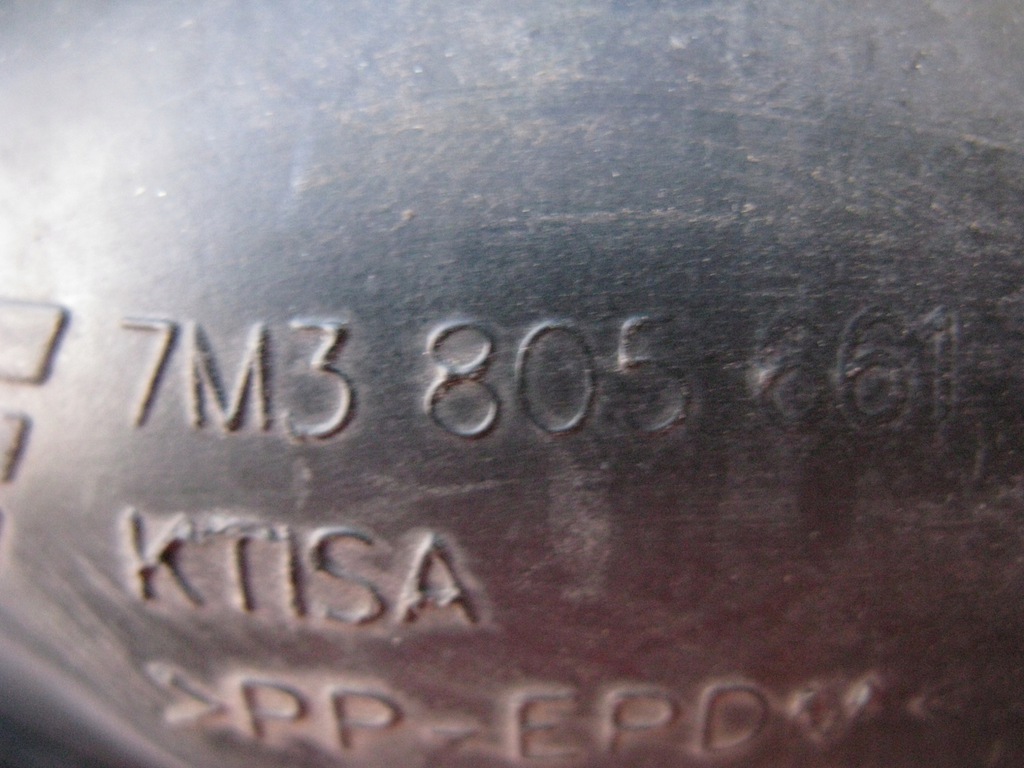 7M3 805 661
KTISA
>PP-EPDM<